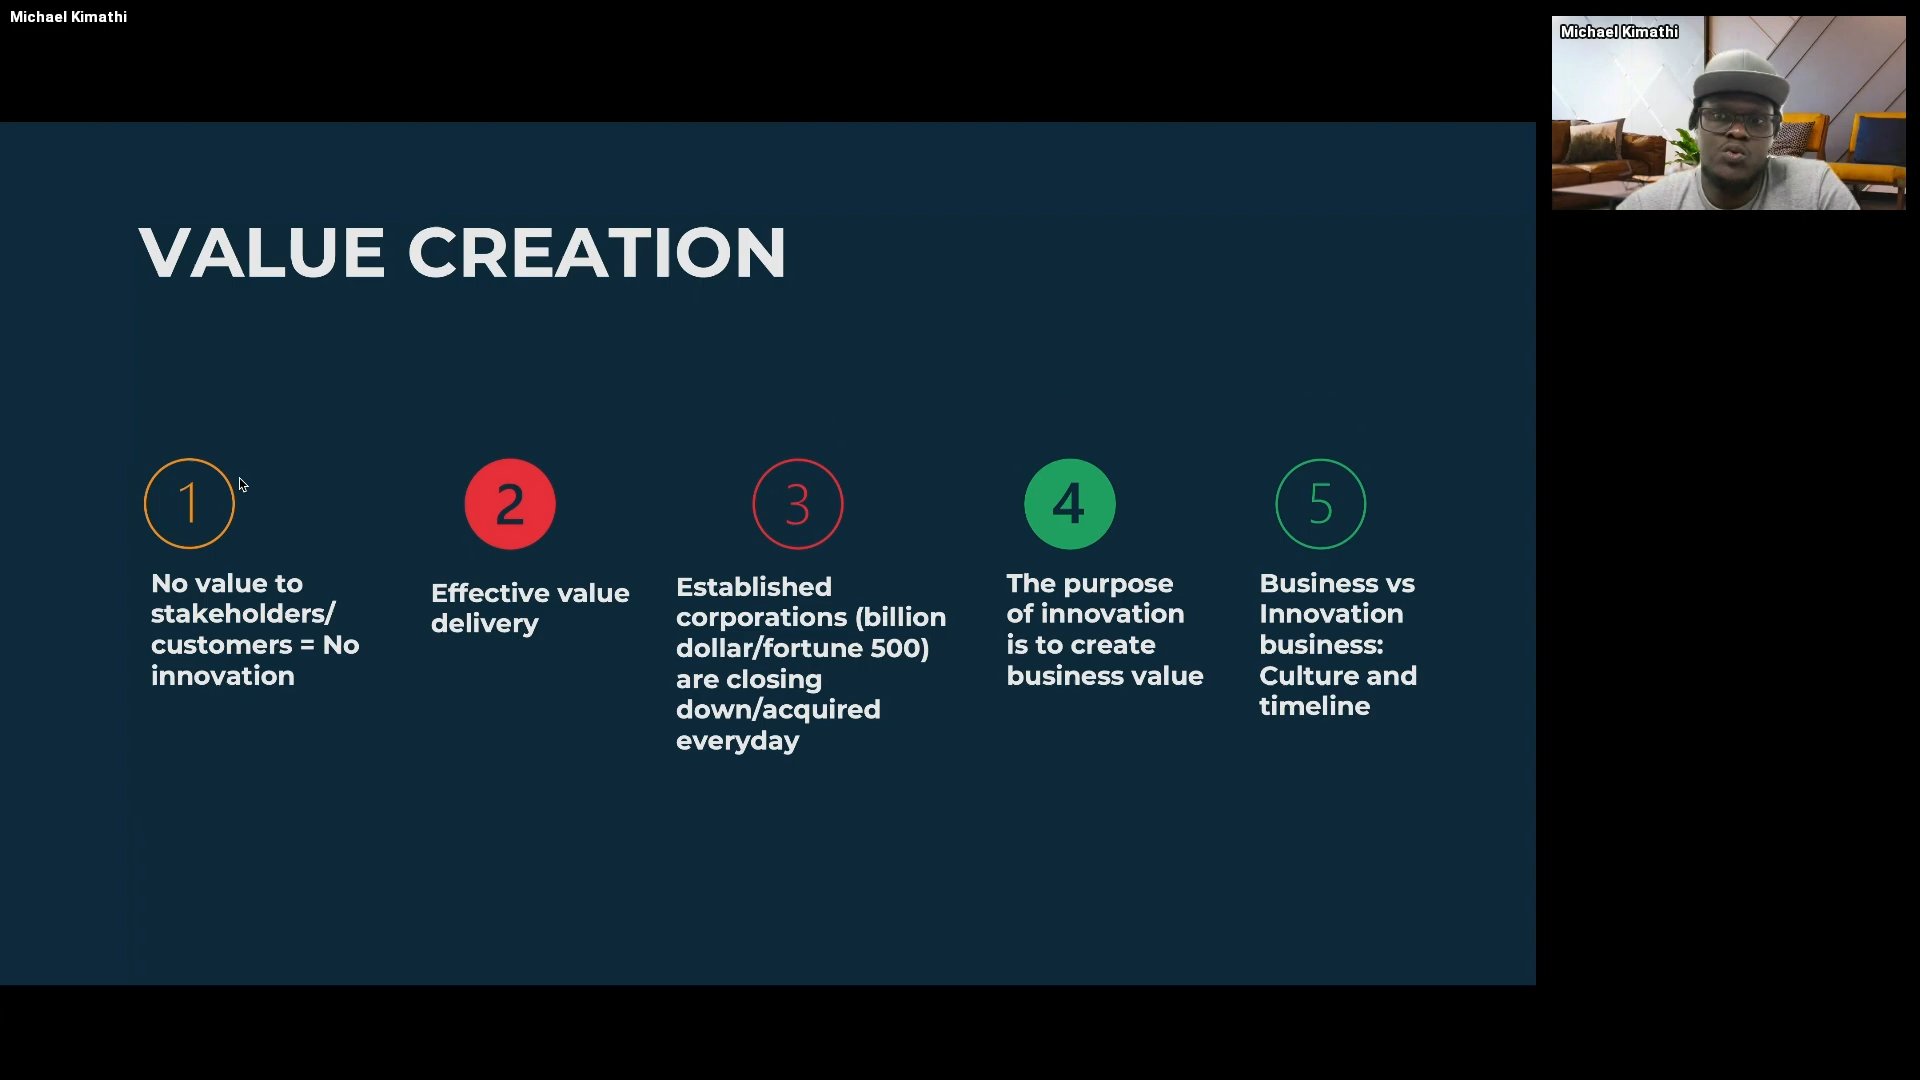 Michael Kimathi
Michael Kimathi
VALUE CREATION
1
No value to
stakeholders/
customers = No
innovation
2
Effective value
delivery
3
Established
corporations (billion
dollar/fortune 500)
are closing
down/acquired
everyday
4
The purpose
of innovation
is to create
business value
5
Business vs
Innovation
business:
Culture and
timeline